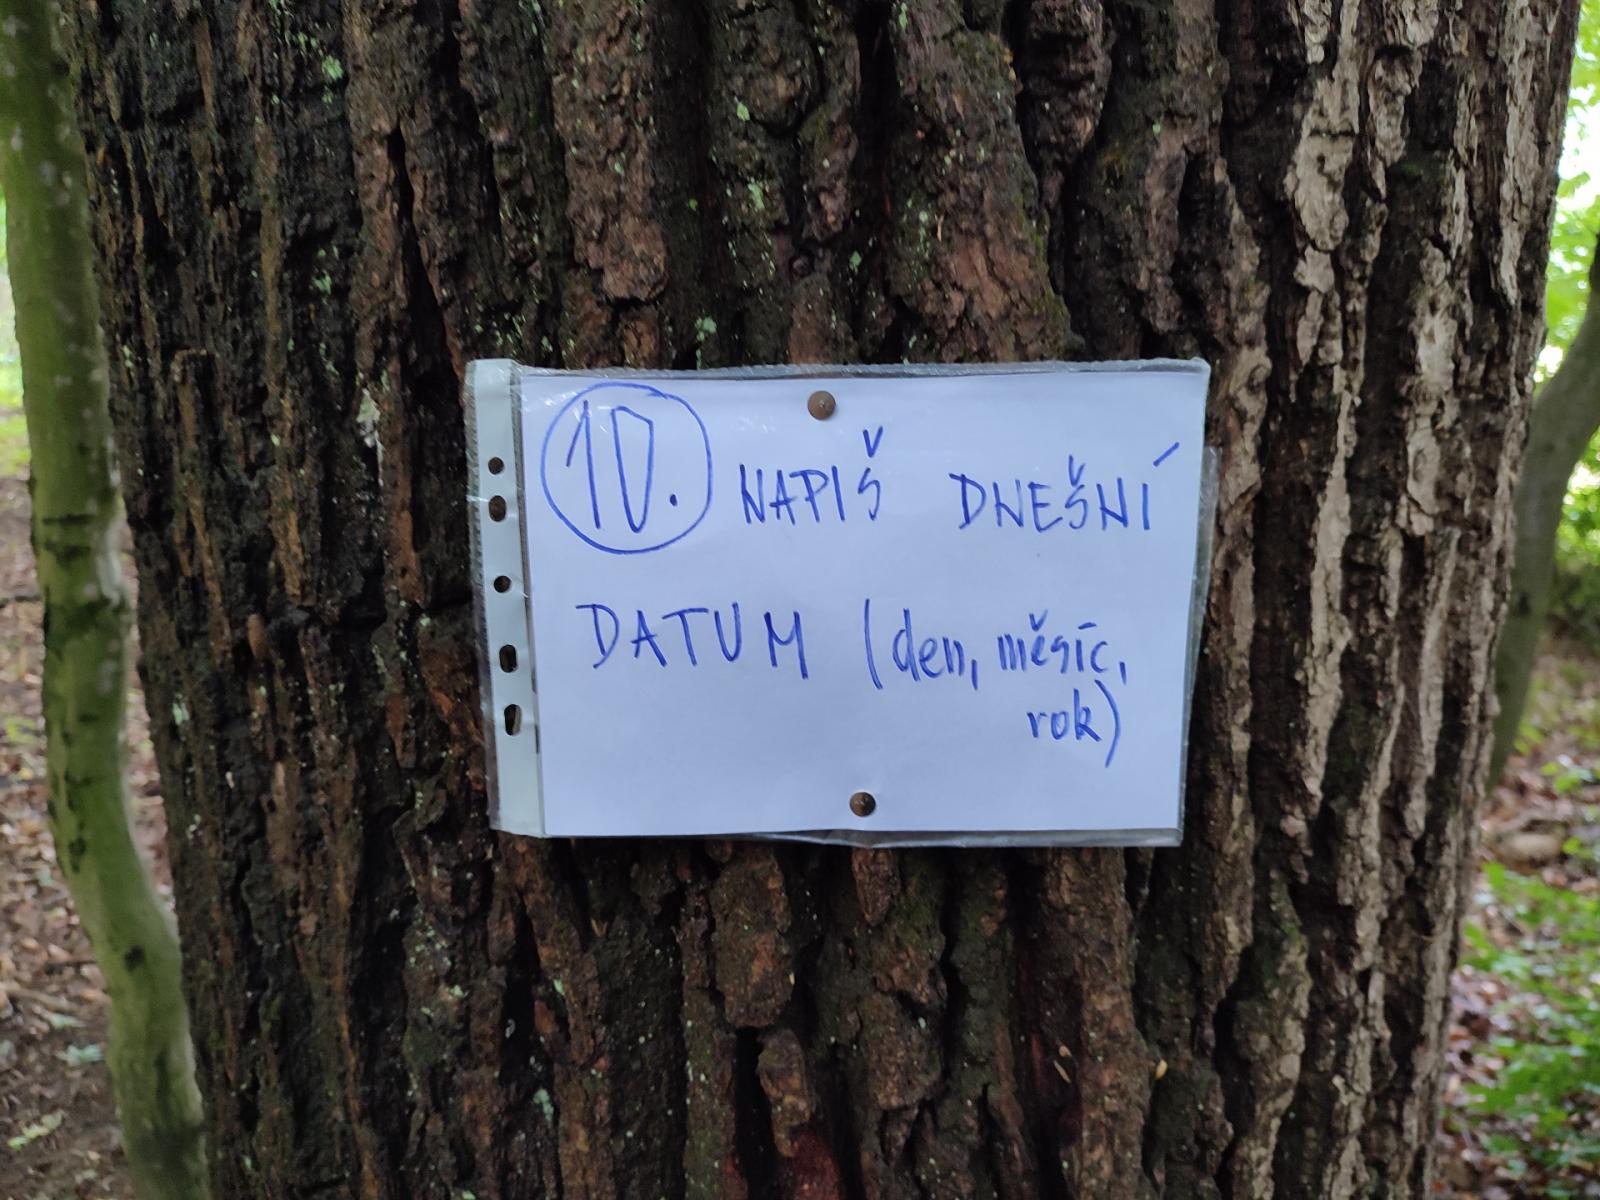 10. NAPIŠ DNEŠNÍ
DATUM (den, měsíc,
rok)